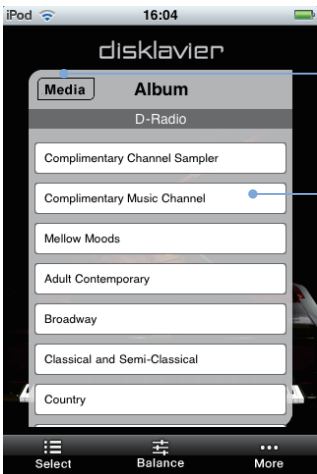 iPod 16:04
disklavier
Media Album
D-Radio
Complimentary Channel Sampler
Complimentary Music Channel
Mellow Moods
Adult Contemporary
Broadway
Classical and Semi-Classical
Country
Select Balance More